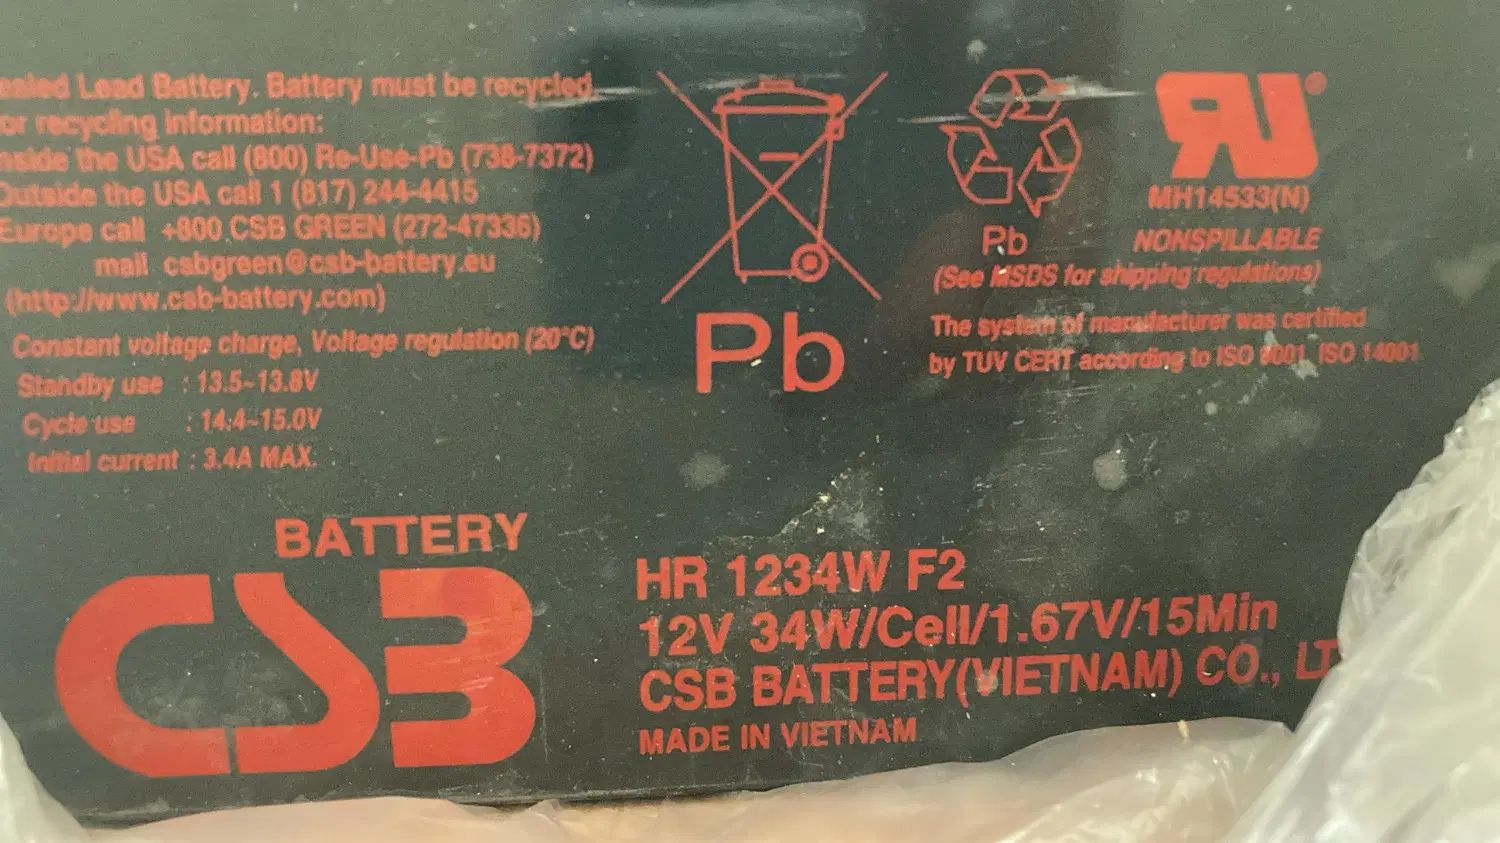 ealed Lead Battery. Battery must be recycled
or recycling information:
nside the USA call (800) Re-Use-Pb (738-7372)
Outside the USA call 1 (817) 244-4415
Europe call +800 CSB GREEN (272-47336)
mail csbgreen@csb-battery.eu
(http://www.csb-battery.com)
Constant voltage charge, Voltage regulation (20°C)
Standby use : 13.5~13.8V
Cycle use : 14.4~15.0V
Initial current : 3.4A MAX.
Pb
Pb
RU®
MH14533(N)
NONSPILLABLE
(See MSDS for shipping regulations)
The system of manufacturer was certified
by TUV CERT according to ISO 9001, ISO 14001
BATTERY
CSB
HR 1234W F2
12V 34W/Cell/1.67V/15Min
CSB BATTERY(VIETNAM) CO., LT
MADE IN VIETNAM